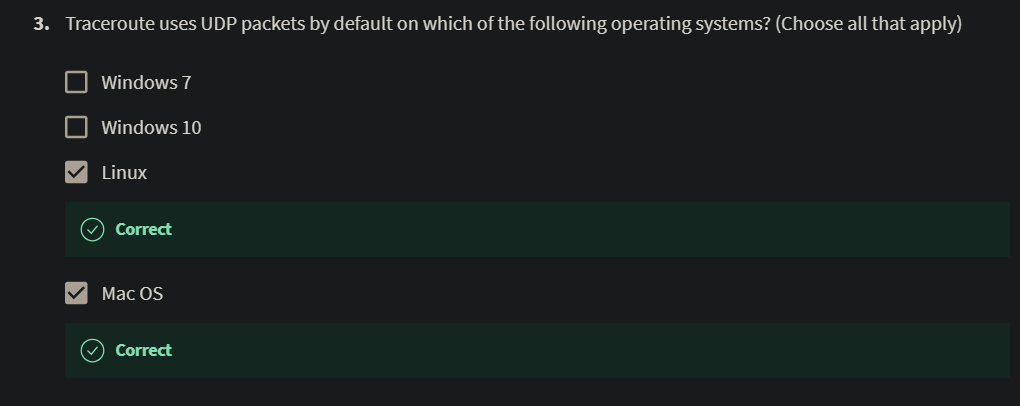 3. Traceroute uses UDP packets by default on which of the following operating systems? (Choose all that apply)
Windows 7
Windows 10
Linux
Correct
Mac OS
Correct